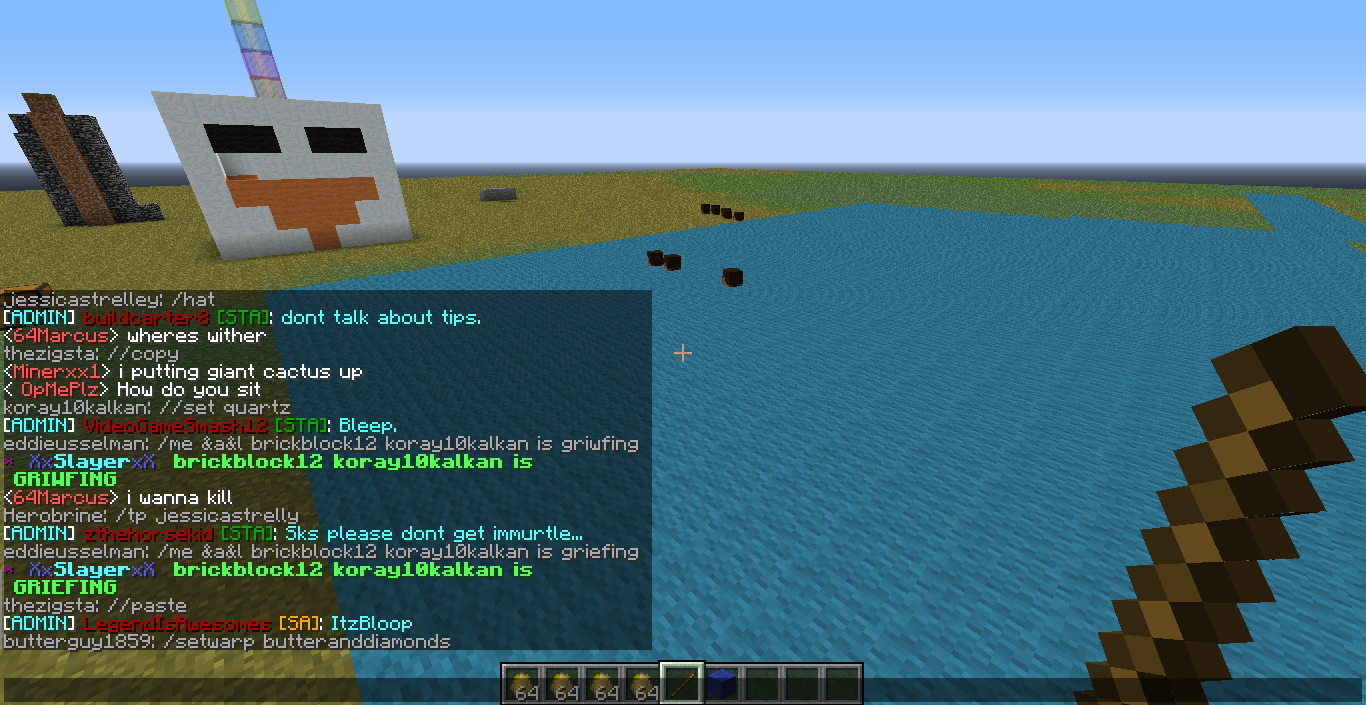 jessicastrelley: /hat
[ADMIN] buildcarter8 [STA]: dont talk about tips.
<64Marcus> wheres wither
thezigsta: //copy
<Minerxx1> i putting giant cactus up
< OpMePlz> How do you sit
koray10kalkan: //set quartz
[ADMIN] VideoGameSmash12 [STA]: Bleep.
eddieusselman: /me &a&l brickblock12 koray10kalkan is griwfing
* XxSlayerxX brickblock12 koray10kalkan is
GRIWFING
<64Marcus> i wanna kill
Herobrine: /tp jessicastrelly
[ADMIN] zthehorsekid [STA]: Sks please dont get immurtle...
eddieusselman: /me &a&l brickblock12 koray10kalkan is griefing
* XxSlayerxX brickblock12 koray10kalkan is
GRIEFING
thezigsta: //paste
[ADMIN] LegendIsAwesomes [SA]: ItzBloop
butterguy1859: /setwarp butteranddiamonds
64 64 64 64